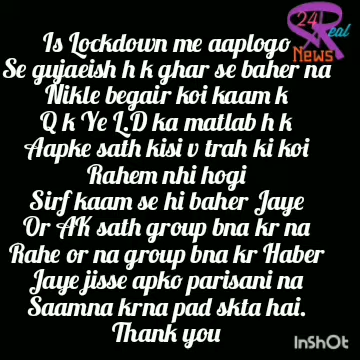 24
Real
News
Is Lockdown me aaplogo
Se gujaeish h k ghar se baher na
Nikle begair koi kaam k
Q k Ye L.D ka matlab h k
Aapke sath kisi v trah ki koi
Rahem nhi hogi
Sirf kaam se hi baher Jaye
Or AK sath group bna kr na
Rahe or na group bna kr Haber
Jaye jisse apko parisani na
Saamna krna pad skta hai.
Thank you
InShOt